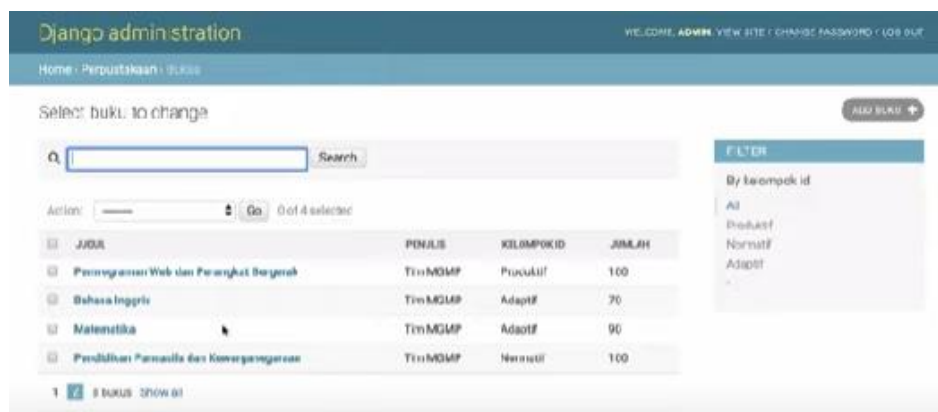 Django administration
WELCOME, ADMIN. VIEW SITE / CHANGE PASSWORD / LOG OUT
Home › Perpustakaan › Bukus
Select buku to change
ADD BUKU +
Search
Action: ---------
Go 0 of 4 selected
JUDUL PENULIS KELOMPOK ID JUMLAH
Pemrograman Web dan Perangkat Bergerak Tim MGMP Produktif 100
Bahasa Inggris Tim MGMP Adaptif 70
Matematika Tim MGMP Adaptif 90
Pendidikan Pancasila dan Kewarganegaraan Tim MGMP Normatif 100
1 2 bukus Show all
FILTER
By kelompok id
All
Produktif
Normatif
Adaptif
-